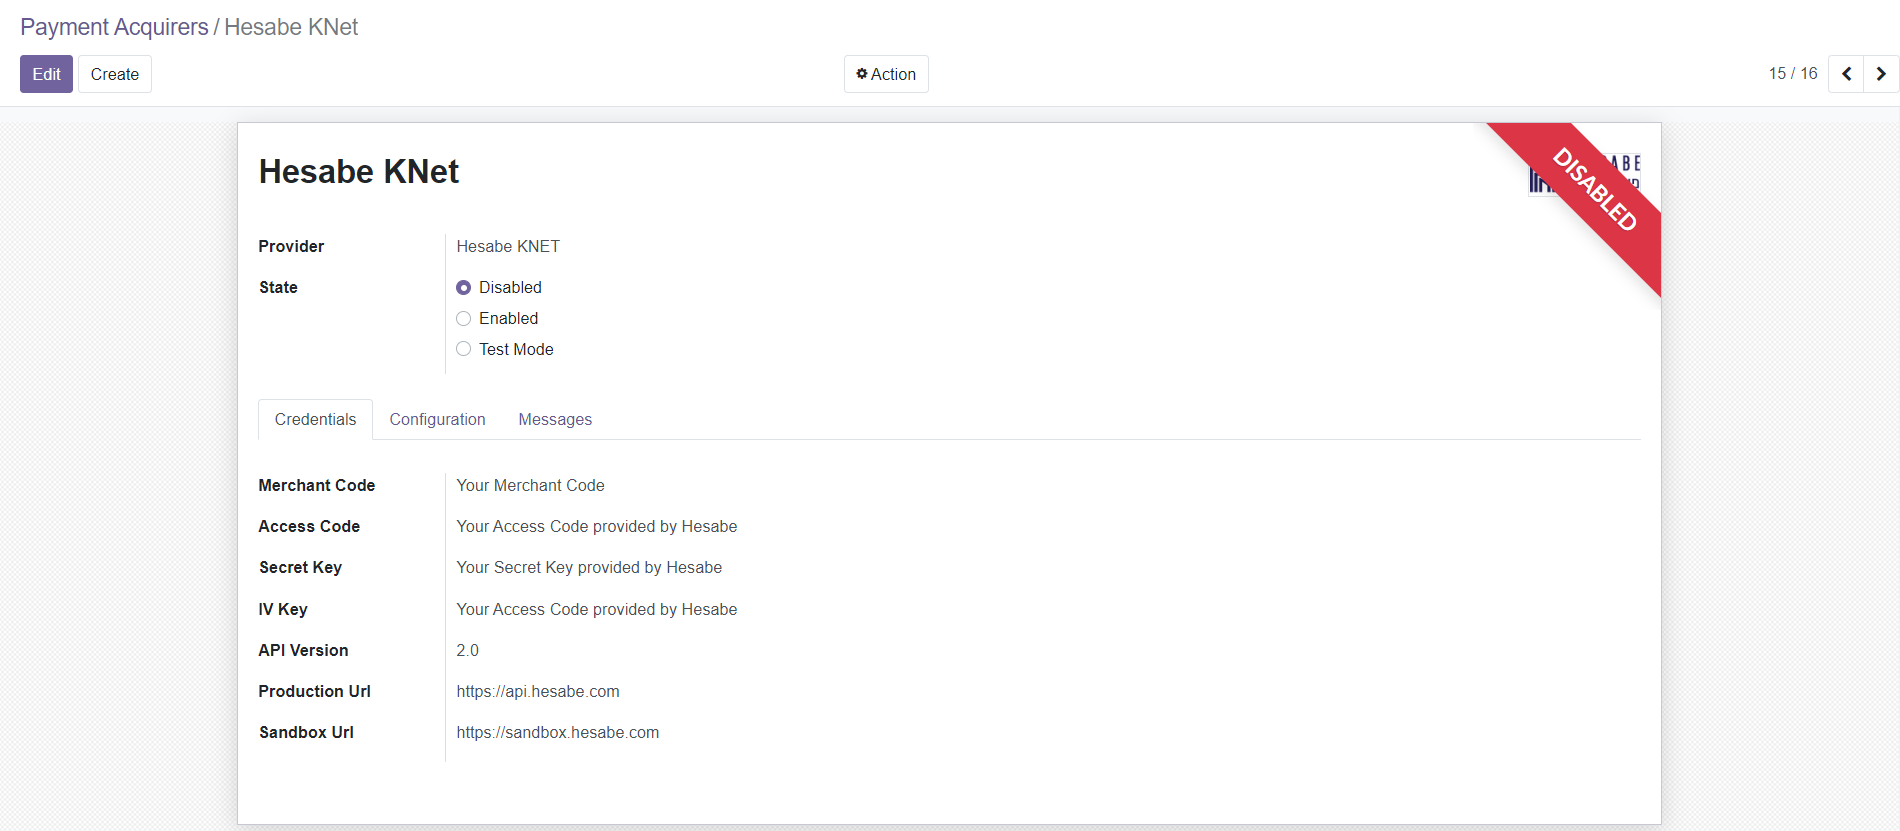 Payment Acquirers / Hesabe KNet
Edit
Create
Action
15 / 16
Hesabe KNet
DISABLED
Provider
Hesabe KNET
State
Disabled
Enabled
Test Mode
Credentials
Configuration
Messages
Merchant Code
Your Merchant Code
Access Code
Your Access Code provided by Hesabe
Secret Key
Your Secret Key provided by Hesabe
IV Key
Your Access Code provided by Hesabe
API Version
2.0
Production Url
https://api.hesabe.com
Sandbox Url
https://sandbox.hesabe.com